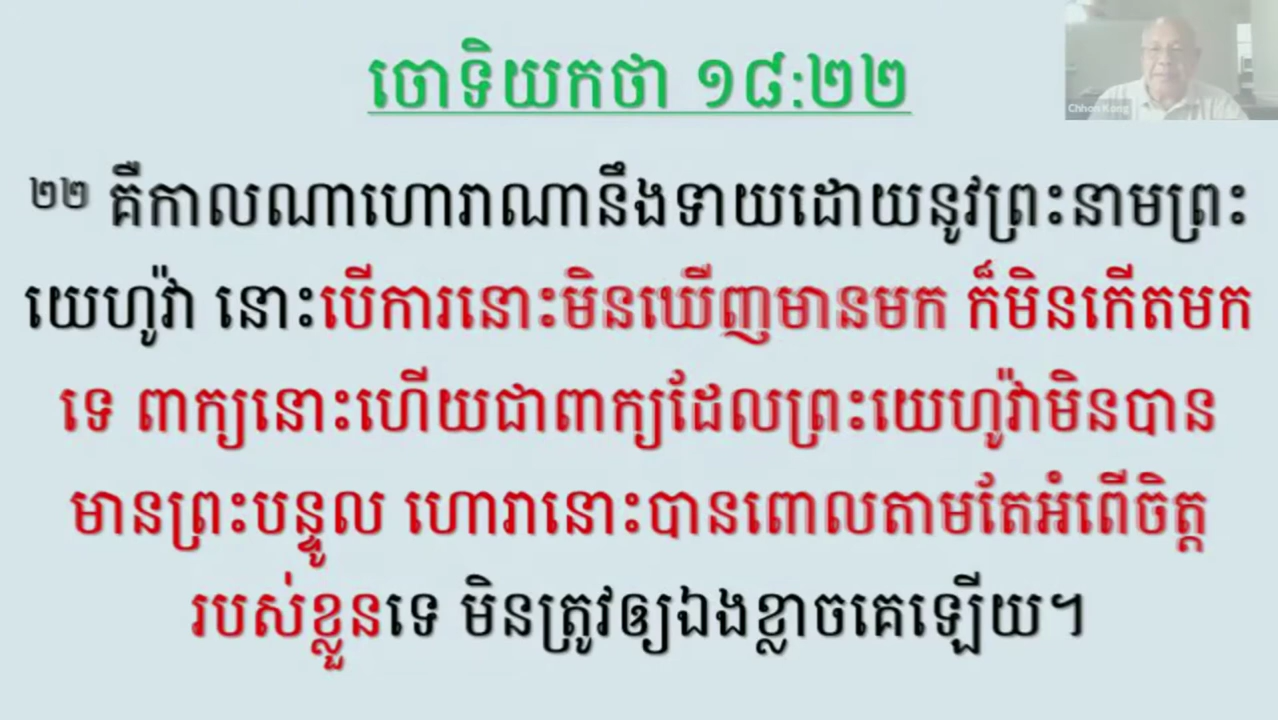 ចោទិយកថា ១៨:២២
Chhon Kong
២២ គឺកាលណាហោរាណានឹងទាយដោយនូវព្រះនាមព្រះ
យេហូវ៉ា នោះបើការនោះមិនឃើញមានមក ក៏មិនកើតមក
ទេ ពាក្យនោះហើយជាពាក្យដែលព្រះយេហូវ៉ាមិនបាន
មានព្រះបន្ទូល ហោរានោះបានពោលតាមតែអំពើចិត្ត
របស់ខ្លួនទេ មិនត្រូវឲ្យឯងខ្លាចគេឡើយ។